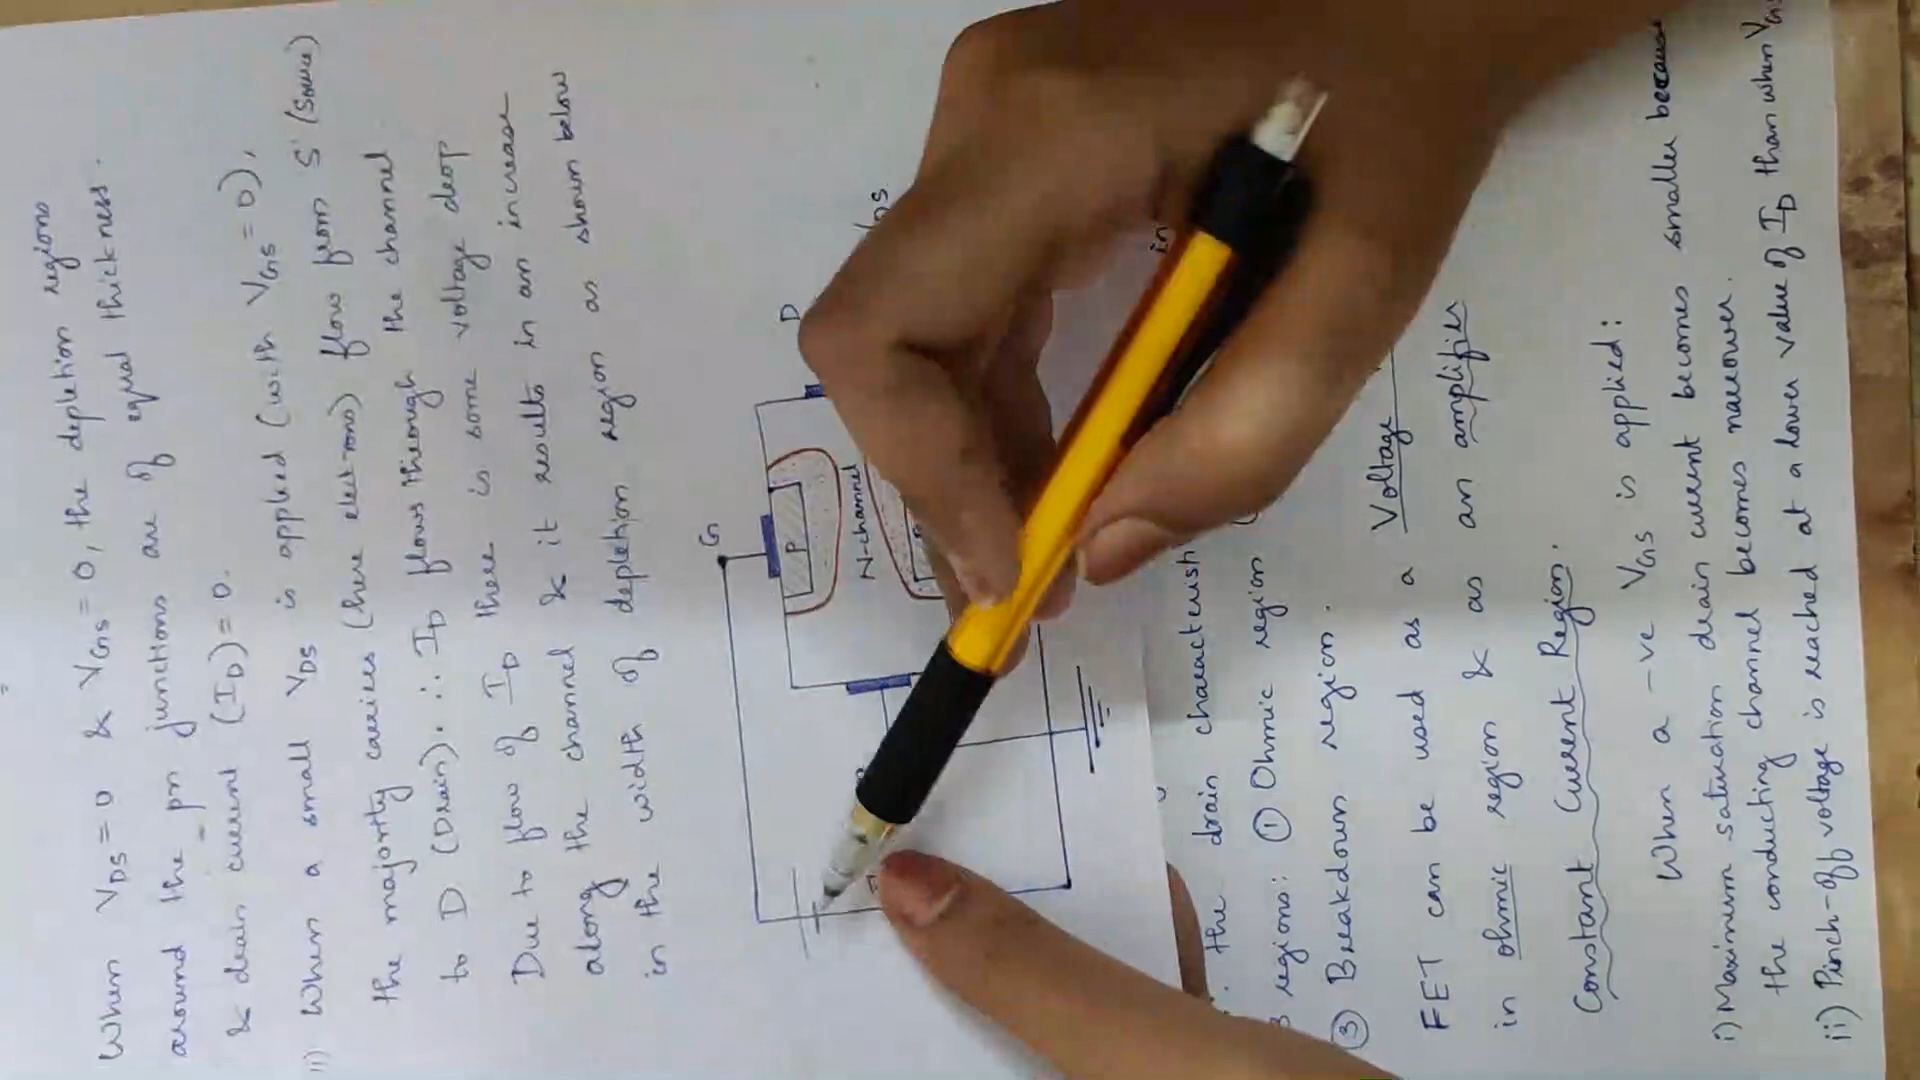 When VDS = 0 & VGS = 0, the depletion regions
around the pn junctions are of equal thickness.
& drain current (ID) = 0.
ii) When a small VDS is applied (with VGS = 0),
the majority carries (here electrons) flow from 'S' (Source)
to D (Drain). ∴ ID flows through the channel
Due to flow of ID there is some voltage drop
along the channel & it results in an increase
in the width of depletion region as shown below
G
D
P
N-channel
the drain charact
regions: ① Ohmic region
③ Breakdown region.
FET can be used as a Voltage
in ohmic region & as an amplifier
Constant Current Region.
When a -ve VGS is applied:
i) Maximum saturation drain current becomes smaller because
the conducting channel becomes narrower.
ii) Pinch-off voltage is reached at a lower value of ID than when VGS